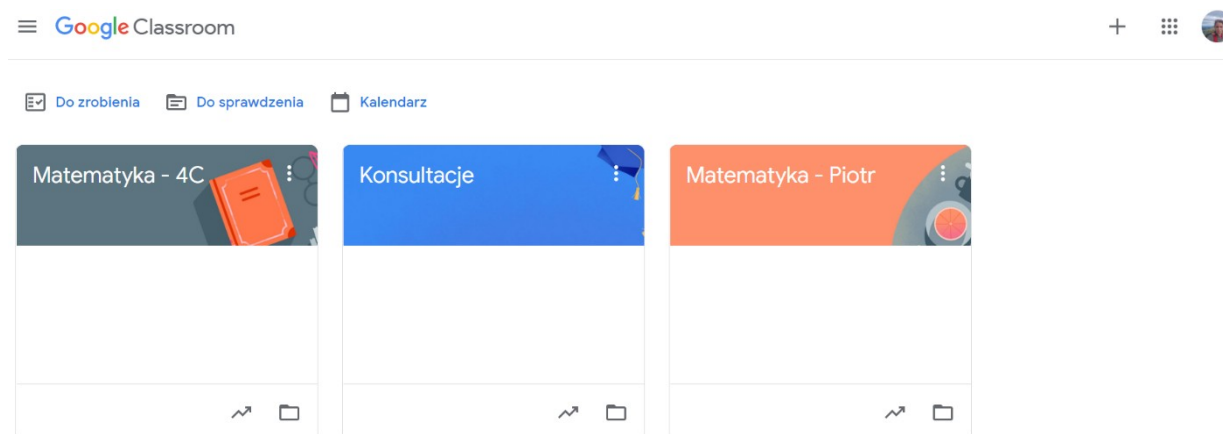 Google Classroom
Do zrobienia Do sprawdzenia Kalendarz
Matematyka - 4C
Konsultacje
Matematyka - Piotr